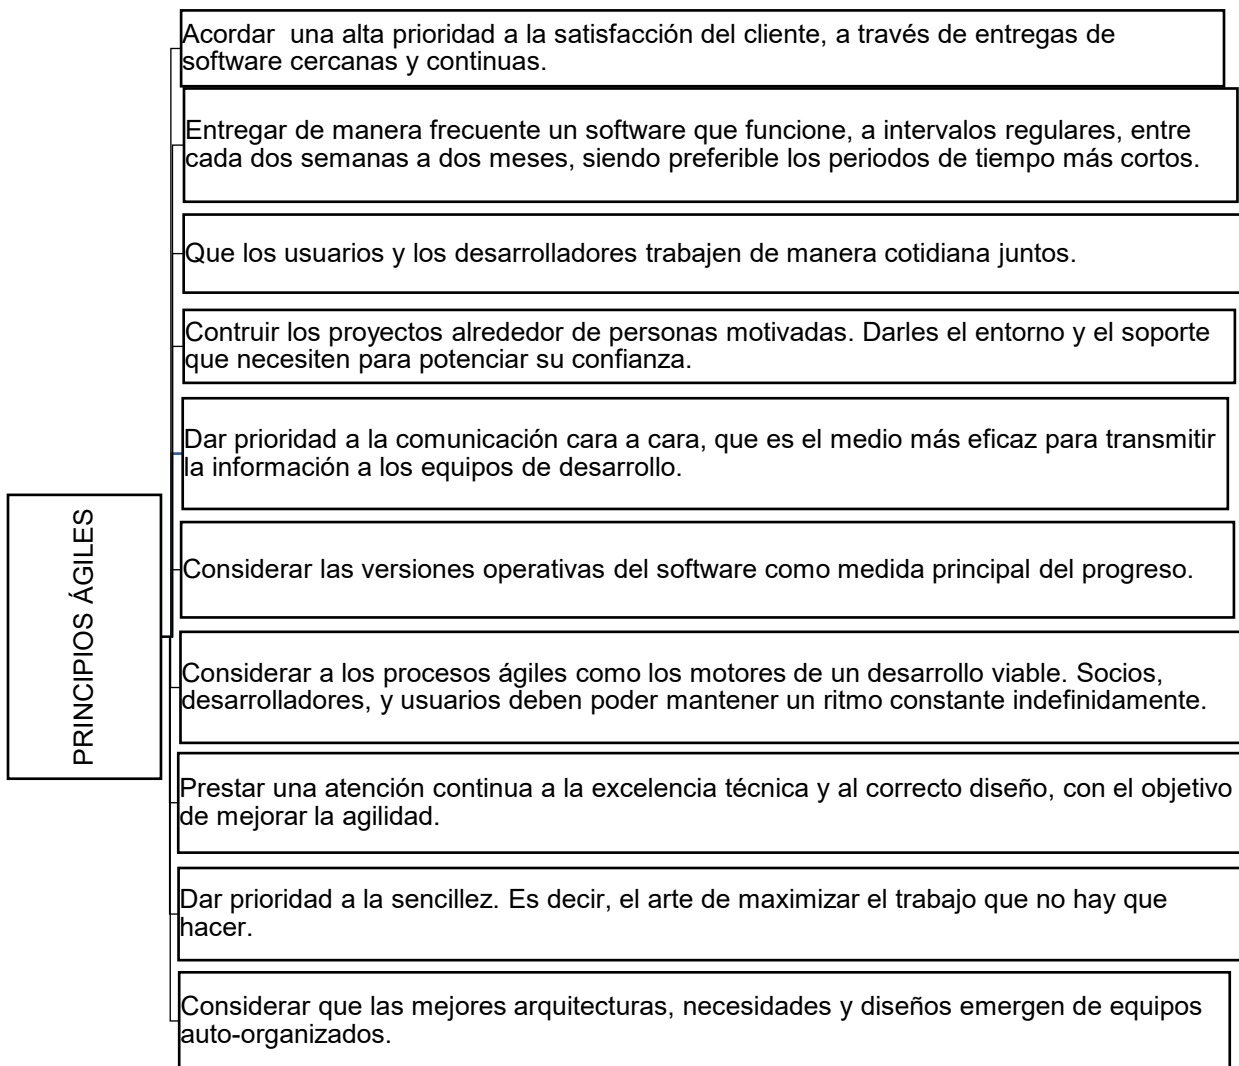 Acordar  una alta prioridad a la satisfacción del cliente, a través de entregas de
software cercanas y continuas.
Entregar de manera frecuente un software que funcione, a intervalos regulares, entre
cada dos semanas a dos meses, siendo preferible los periodos de tiempo más cortos.
Que los usuarios y los desarrolladores trabajen de manera cotidiana juntos.
Contruir los proyectos alrededor de personas motivadas. Darles el entorno y el soporte
que necesiten para potenciar su confianza.
Dar prioridad a la comunicación cara a cara, que es el medio más eficaz para transmitir
la información a los equipos de desarrollo.
PRINCIPIOS ÁGILES
Considerar las versiones operativas del software como medida principal del progreso.
Considerar a los procesos ágiles como los motores de un desarrollo viable. Socios,
desarrolladores, y usuarios deben poder mantener un ritmo constante indefinidamente.
Prestar una atención continua a la excelencia técnica y al correcto diseño, con el objetivo
de mejorar la agilidad.
Dar prioridad a la sencillez. Es decir, el arte de maximizar el trabajo que no hay que
hacer.
Considerar que las mejores arquitecturas, necesidades y diseños emergen de equipos
auto-organizados.